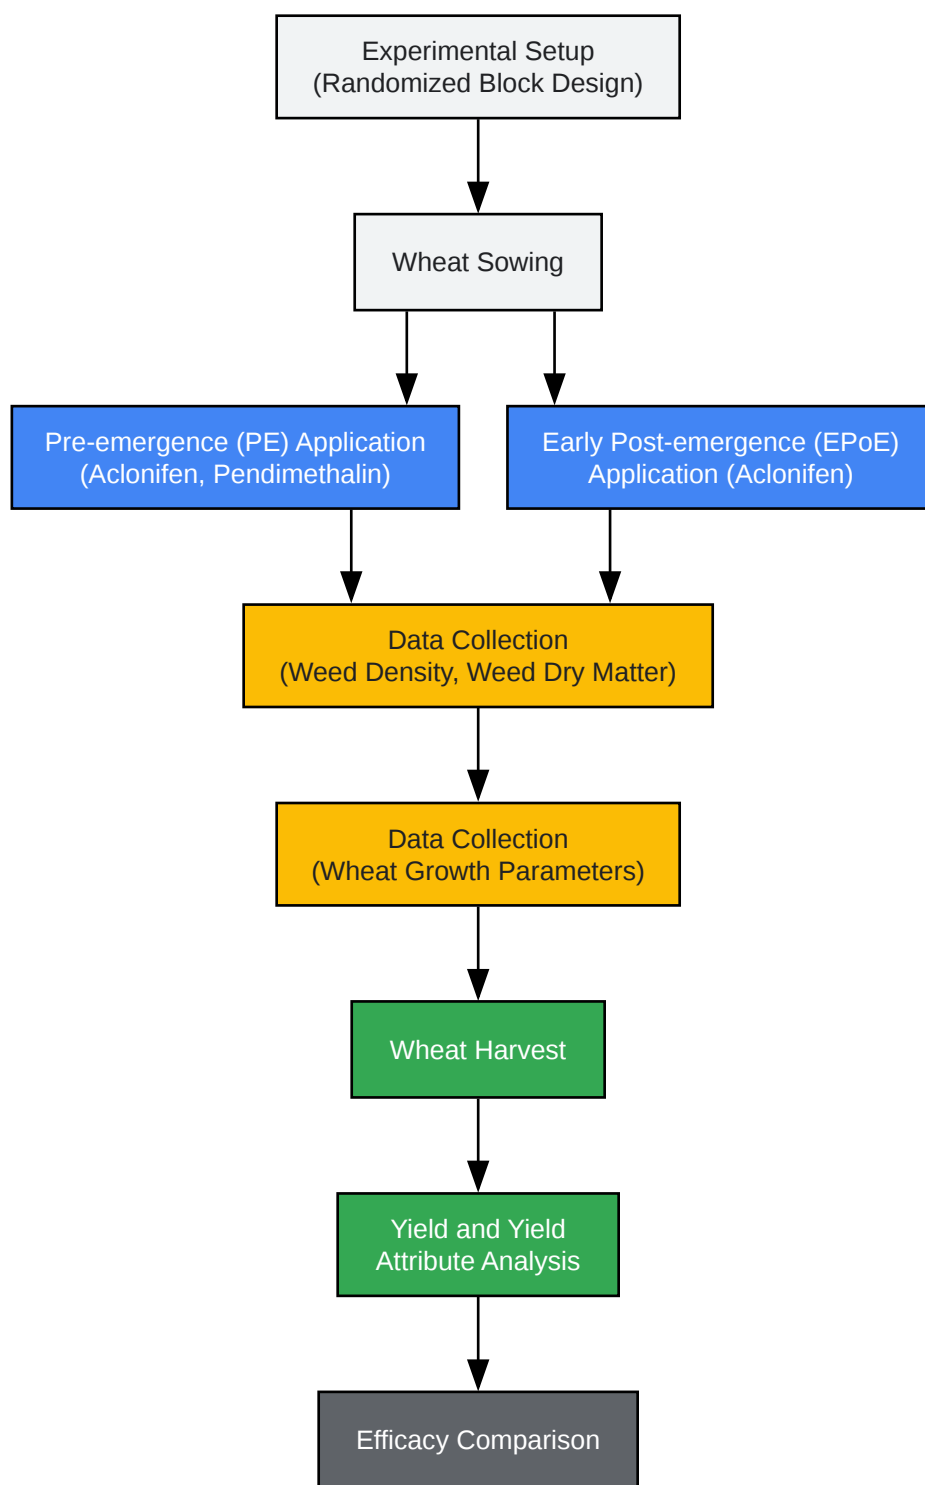 Experimental Setup
(Randomized Block Design)
Wheat Sowing
Pre-emergence (PE) Application
(Aclonifen, Pendimethalin)
Early Post-emergence (EPoE)
Application (Aclonifen)
Data Collection
(Weed Density, Weed Dry Matter)
Data Collection
(Wheat Growth Parameters)
Wheat Harvest
Yield and Yield
Attribute Analysis
Efficacy Comparison